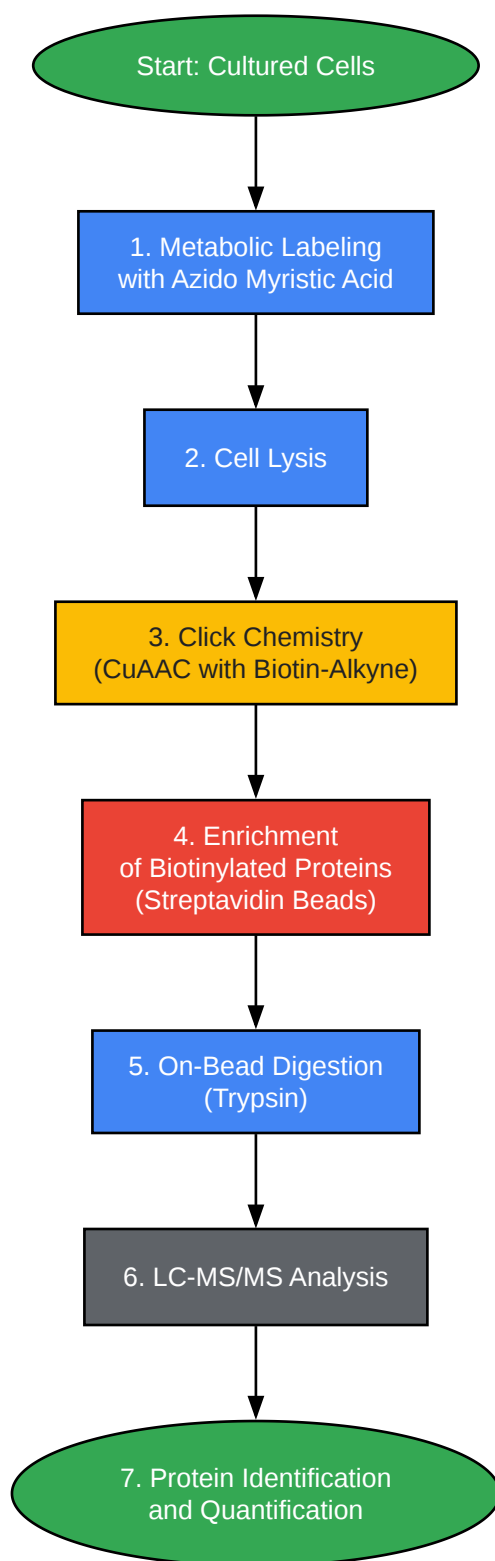 Start: Cultured Cells
1. Metabolic Labeling
with Azido Myristic Acid
2. Cell Lysis
3. Click Chemistry
(CuAAC with Biotin-Alkyne)
4. Enrichment
of Biotinylated Proteins
(Streptavidin Beads)
5. On-Bead Digestion
(Trypsin)
6. LC-MS/MS Analysis
7. Protein Identification
and Quantification